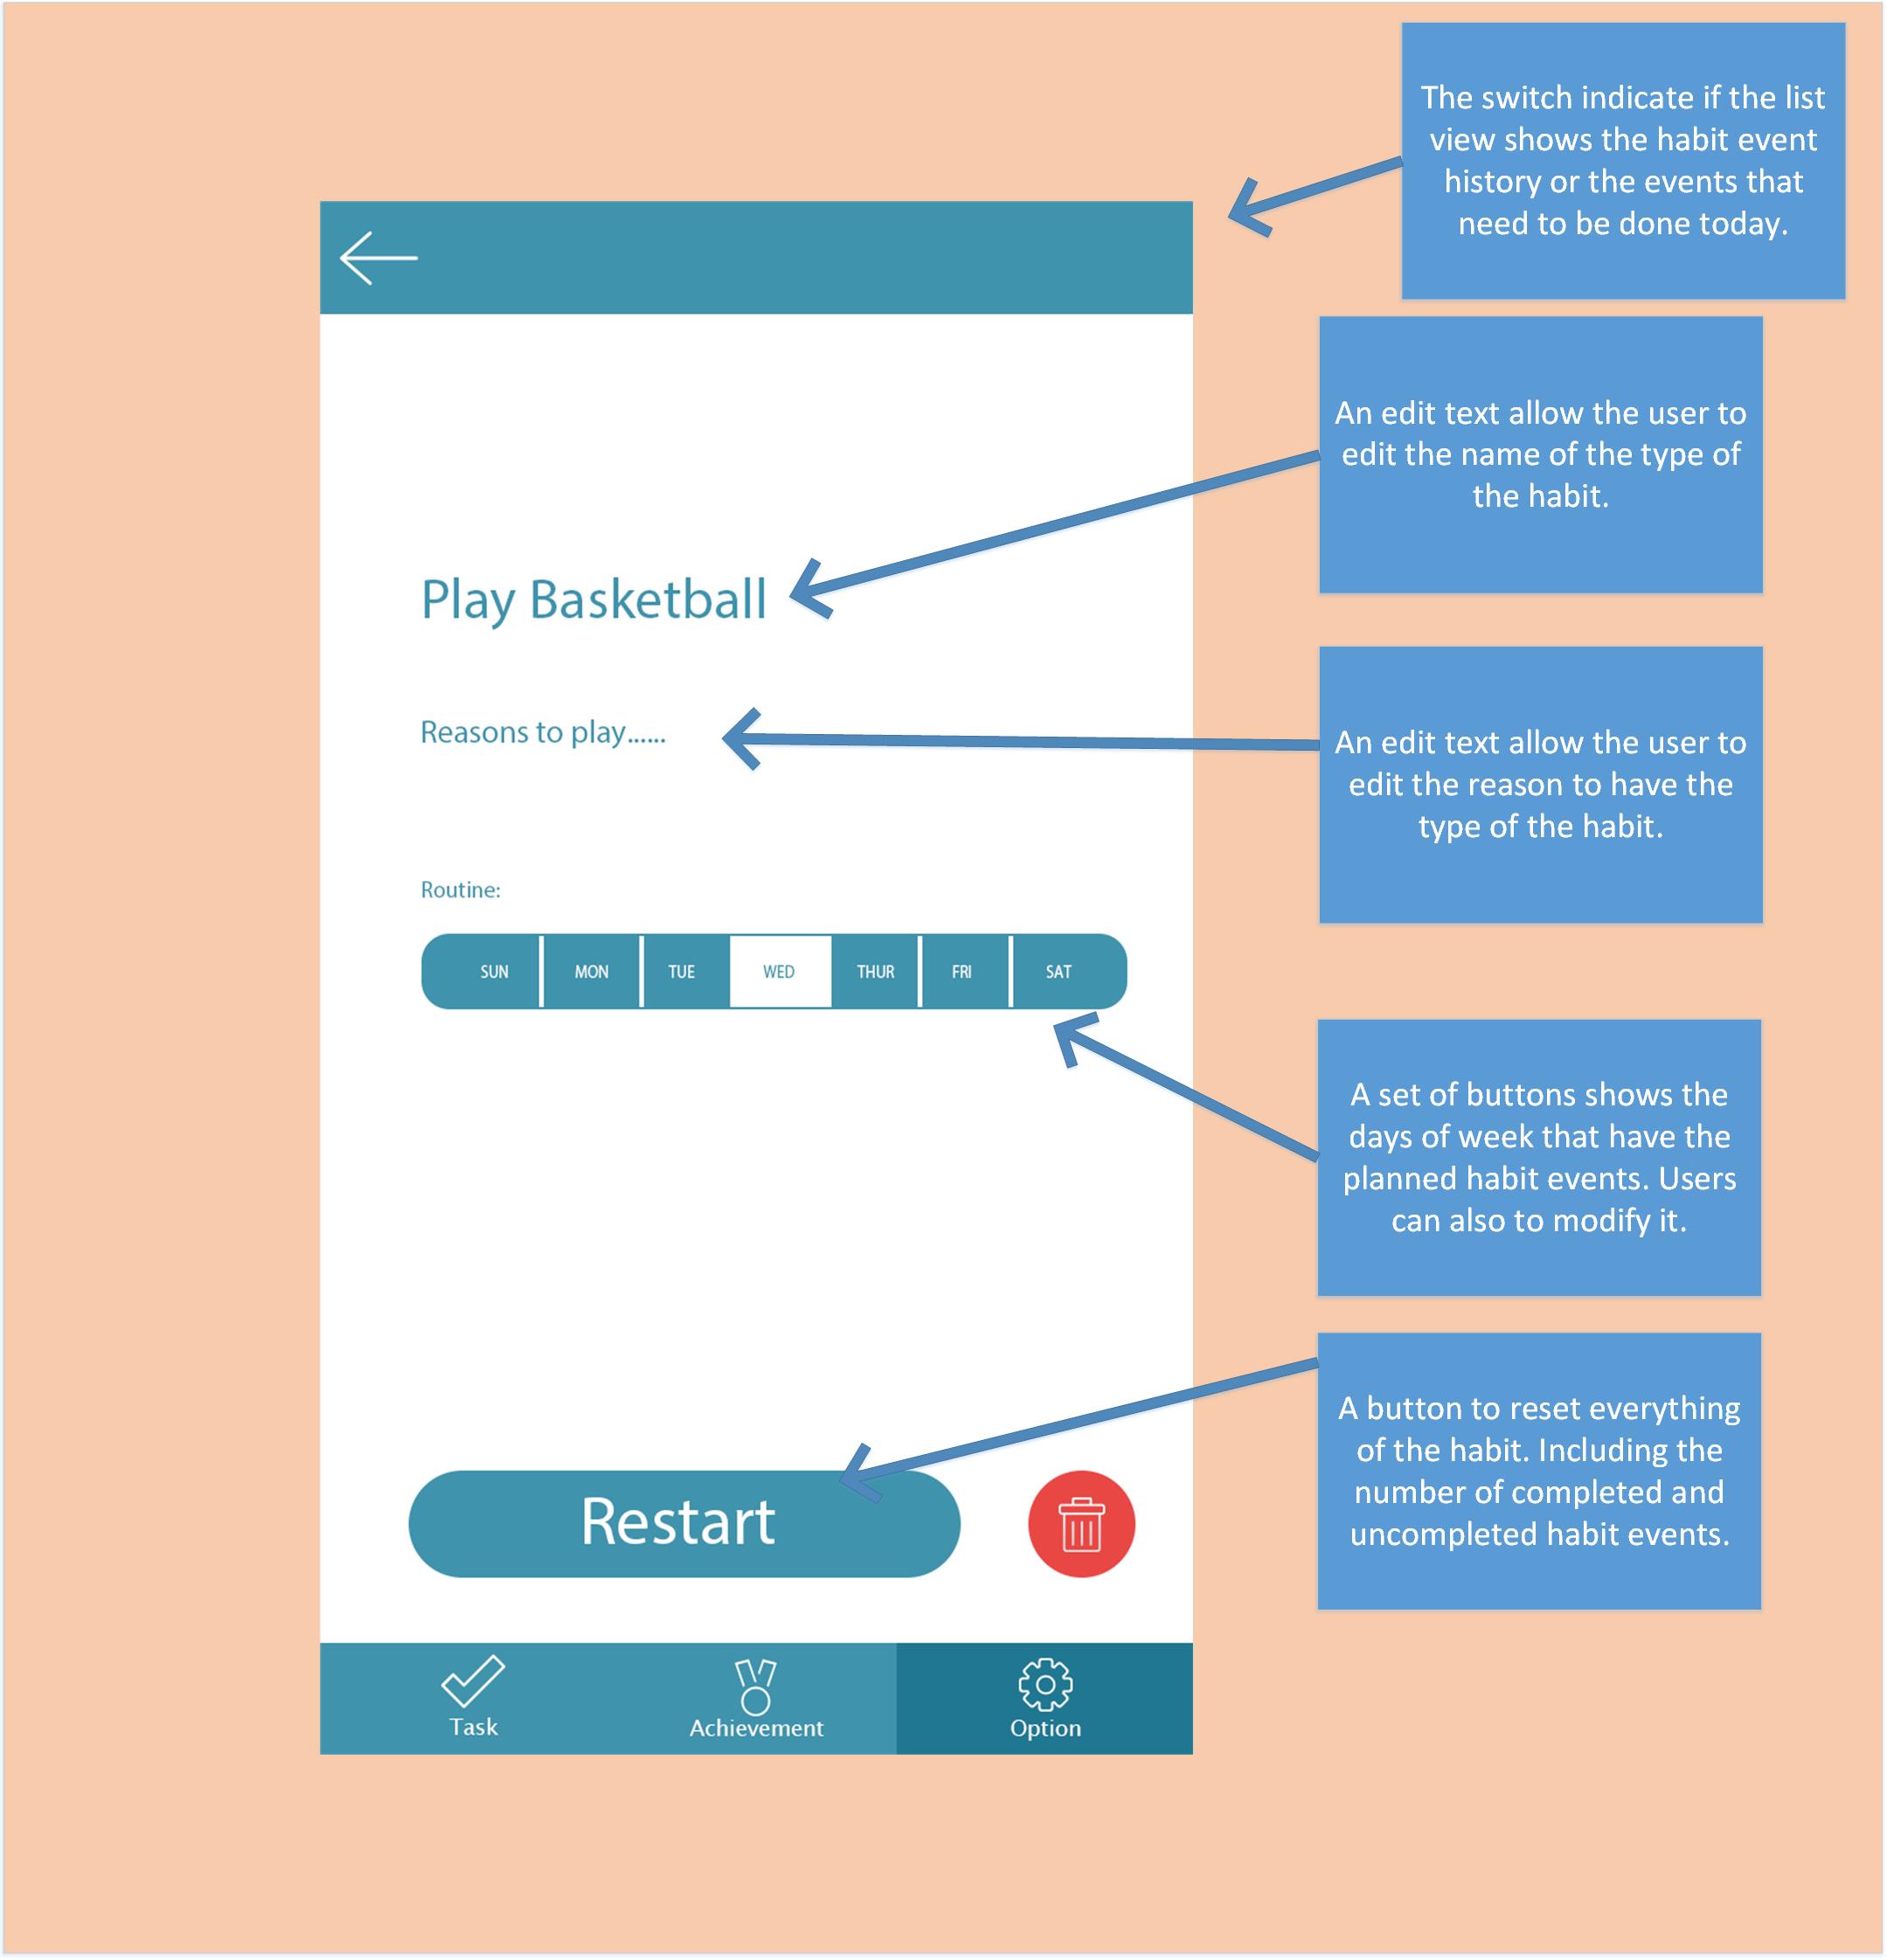 The switch indicate if the list
view shows the habit event
history or the events that
need to be done today.
An edit text allow the user to
edit the name of the type of
the habit.
Play Basketball
Reasons to play......
An edit text allow the user to
edit the reason to have the
type of the habit.
Routine:
SUN MON TUE WED THUR FRI SAT
A set of buttons shows the
days of week that have the
planned habit events. Users
can also to modify it.
A button to reset everything
of the habit. Including the
number of completed and
uncompleted habit events.
Restart
Task Achievement Option